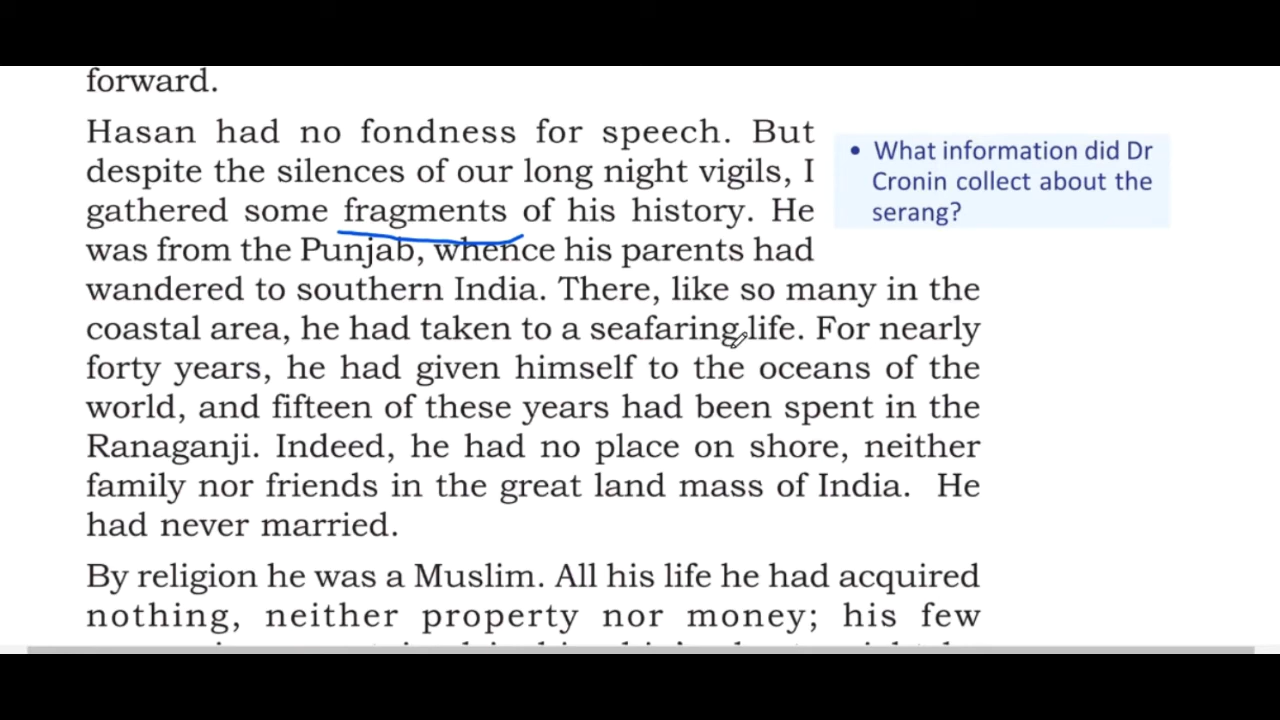 forward.
Hasan had no fondness for speech. But
despite the silences of our long night vigils, I
gathered some fragments of his history. He
was from the Punjab, whence his parents had
wandered to southern India. There, like so many in the
coastal area, he had taken to a seafaring life. For nearly
forty years, he had given himself to the oceans of the
world, and fifteen of these years had been spent in the
Ranaganji. Indeed, he had no place on shore, neither
family nor friends in the great land mass of India. He
had never married.
By religion he was a Muslim. All his life he had acquired
nothing, neither property nor money; his few
• What information did Dr
Cronin collect about the
serang?